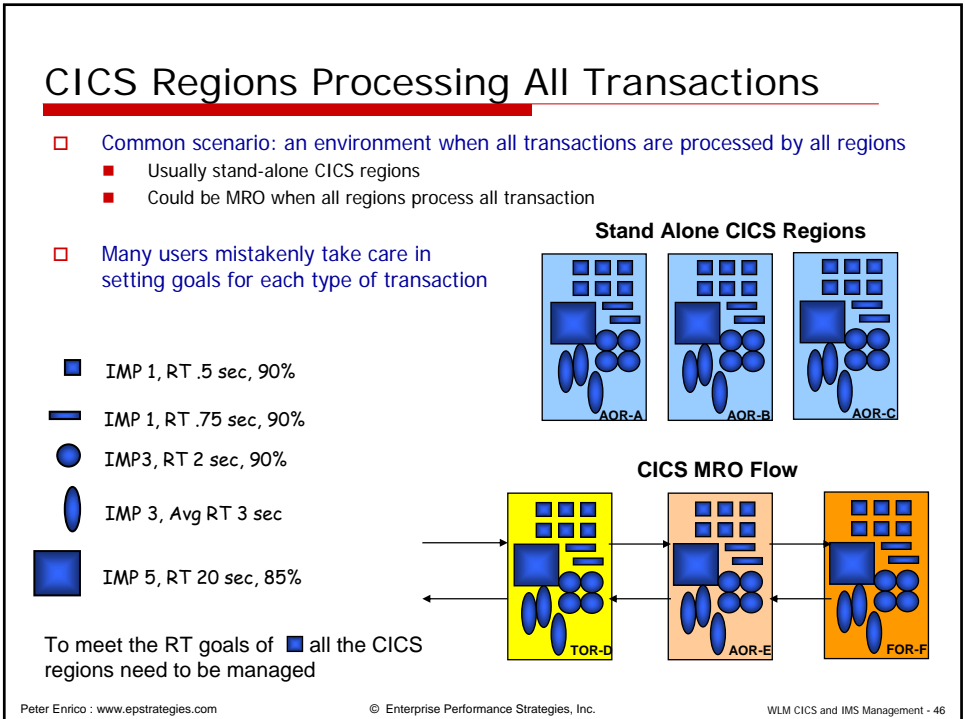 CICS Regions Processing All Transactions
Common scenario: an environment when all transactions are processed by all regions
Usually stand-alone CICS regions
Could be MRO when all regions process all transaction
Many users mistakenly take care in
setting goals for each type of transaction
Stand Alone CICS Regions
AOR-A
AOR-B
AOR-C
IMP 1, RT .5 sec, 90%
IMP 1, RT .75 sec, 90%
IMP3, RT 2 sec, 90%
IMP 3, Avg RT 3 sec
IMP 5, RT 20 sec, 85%
CICS MRO Flow
TOR-D
AOR-E
FOR-F
To meet the RT goals of all the CICS
regions need to be managed
Peter Enrico : www.epstrategies.com
© Enterprise Performance Strategies, Inc.
WLM CICS and IMS Management - 46